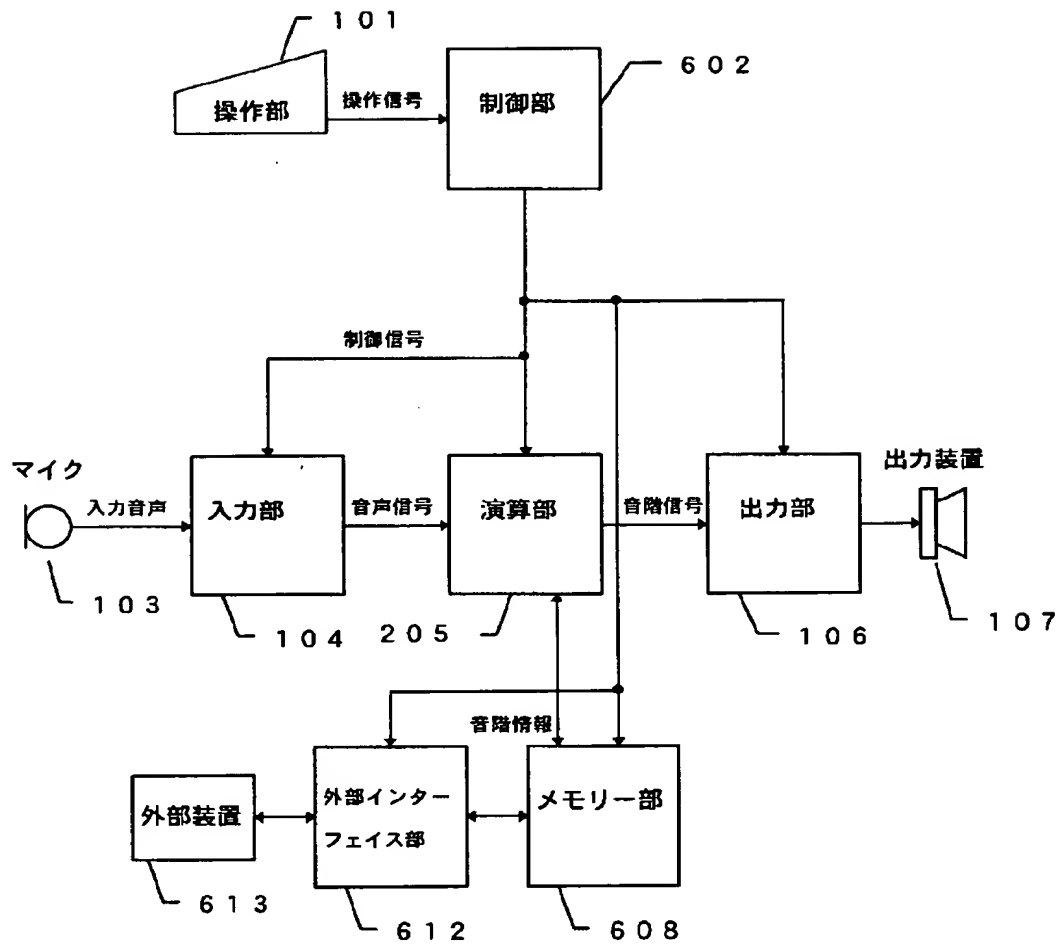 １０１
６０２
操作部
操作信号
制御部
制御信号
マイク
入力音声
入力部
音声信号
演算部
音階信号
出力部
出力装置
１０３
１０４
２０５
１０６
１０７
音階情報
外部装置
外部インター
フェイス部
メモリー部
６１３
６１２
６０８